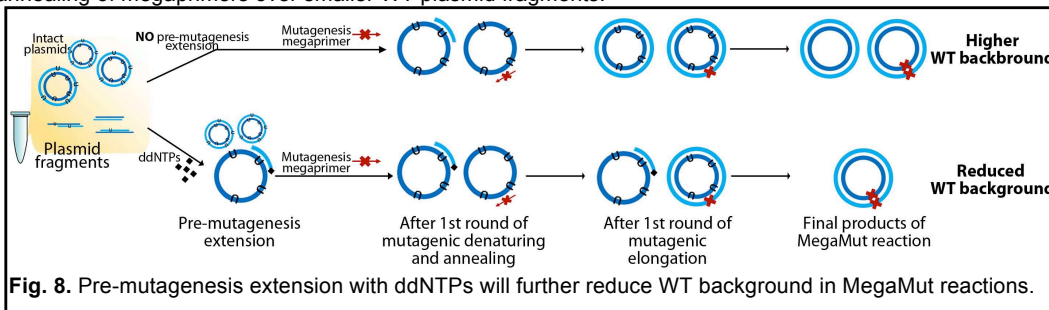 annealing of megaprimers over smaller WT plasmid fragments.
Intact
plasmids
NO pre-mutagenesis
extension
Mutagenesis
megaprimer
Higher
WT backbround
Plasmid
fragments
ddNTPs
Mutagenesis
megaprimer
Reduced
WT background
Pre-mutagenesis
extension
After 1st round of
mutagenic denaturing
and annealing
After 1st round of
mutagenic
elongation
Final products of
MegaMut reaction
Fig. 8. Pre-mutagenesis extension with ddNTPs will further reduce WT background in MegaMut reactions.